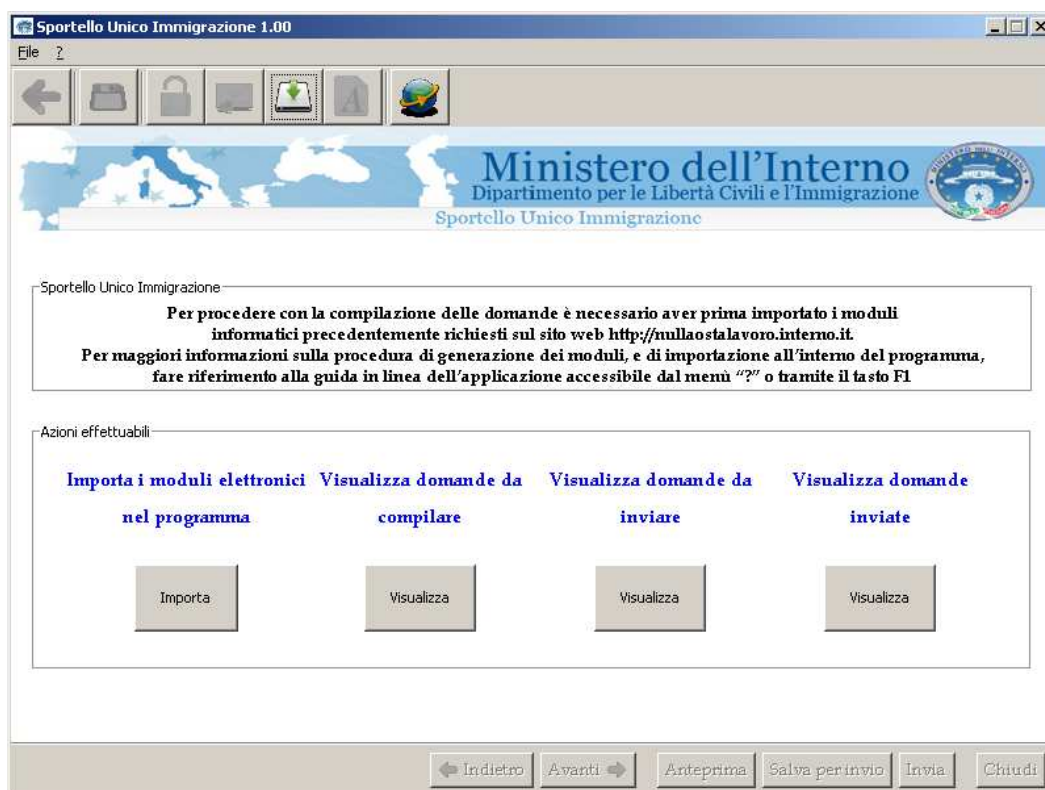 Sportello Unico Immigrazione 1.00
File ?
Ministero dell'Interno
Dipartimento per le Libertà Civili e l'Immigrazione
Sportello Unico Immigrazione
Sportello Unico Immigrazione
Per procedere con la compilazione delle domande è necessario aver prima importato i moduli
informatici precedentemente richiesti sul sito web http://nullaostalavoro.interno.it.
Per maggiori informazioni sulla procedura di generazione dei moduli, e di importazione all'interno del programma,
fare riferimento alla guida in linea dell'applicazione accessibile dal menù "?" o tramite il tasto F1
Azioni effettuabili
Importa i moduli elettronici nel programma
Visualizza domande da compilare
Visualizza domande da inviare
Visualizza domande inviate
Importa Visualizza Visualizza Visualizza
Indietro Avanti Anteprima Salva per invio Invia Chiudi